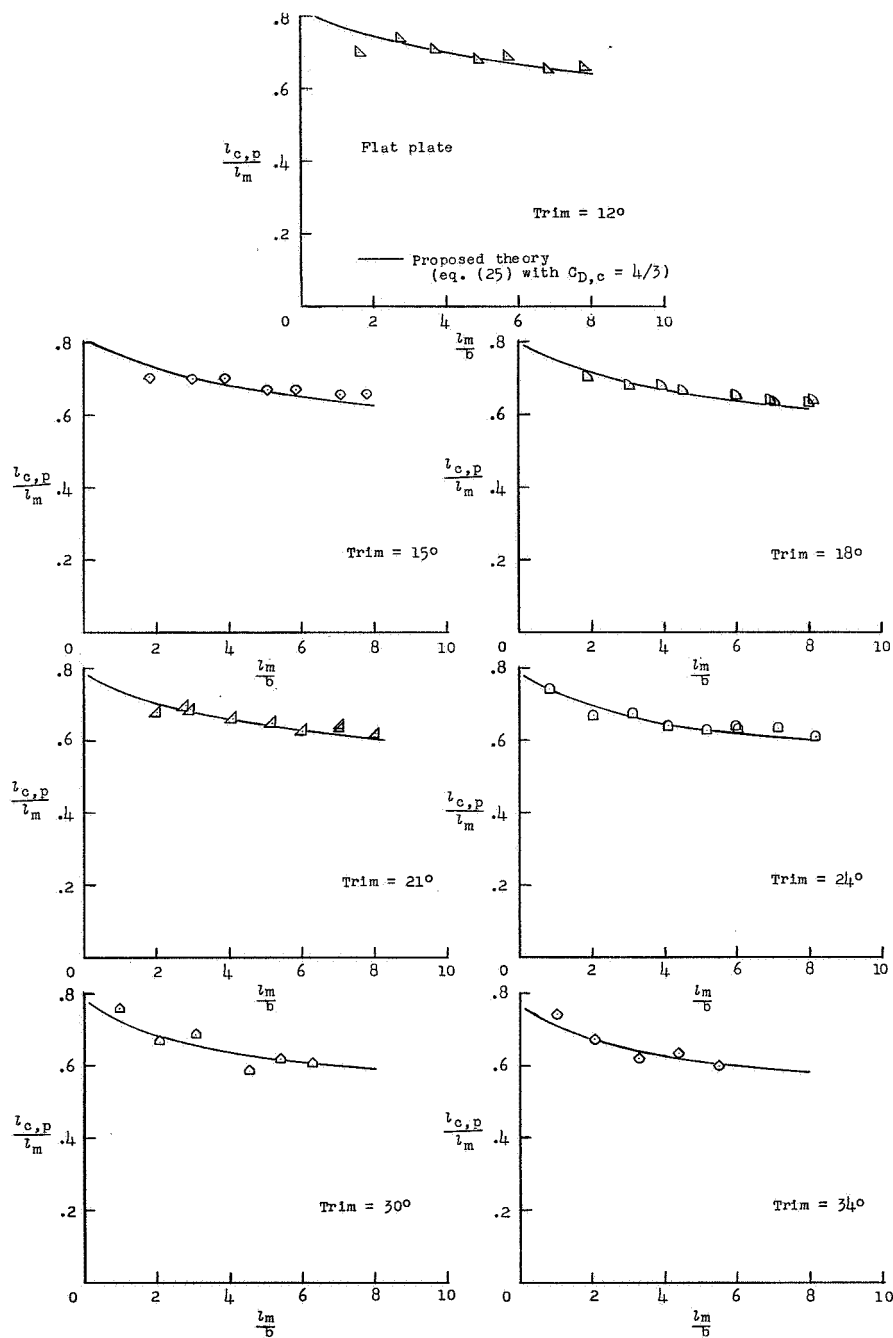 .8
.6
l_c,p
l_m
.4
Flat plate
Trim = 12°
.2
Proposed theory
(eq. (25) with C_D,c = 4/3)
0 2 4 6 8 10
l_m
b
.8
.6
l_c,p
l_m
.4
Trim = 15°
.2
0 2 4 6 8 10
l_m
b
.8
.6
l_c,p
l_m
.4
Trim = 18°
.2
0 2 4 6 8 10
l_m
b
.8
.6
l_c,p
l_m
.4
Trim = 21°
.2
0 2 4 6 8 10
l_m
b
.8
.6
l_c,p
l_m
.4
Trim = 24°
.2
0 2 4 6 8 10
l_m
b
.8
.6
l_c,p
l_m
.4
Trim = 30°
.2
0 2 4 6 8 10
l_m
b
.8
.6
l_c,p
l_m
.4
Trim = 34°
.2
0 2 4 6 8 10
l_m
b